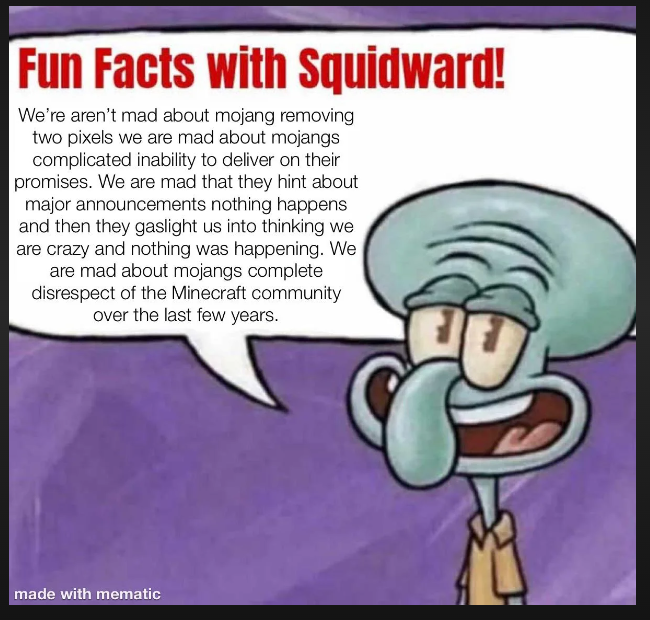 Fun Facts with Squidward!
We're aren't mad about mojang removing
two pixels we are mad about mojangs
complicated inability to deliver on their
promises. We are mad that they hint about
major announcements nothing happens
and then they gaslight us into thinking we
are crazy and nothing was happening. We
are mad about mojangs complete
disrespect of the Minecraft community
over the last few years.
made with mematic